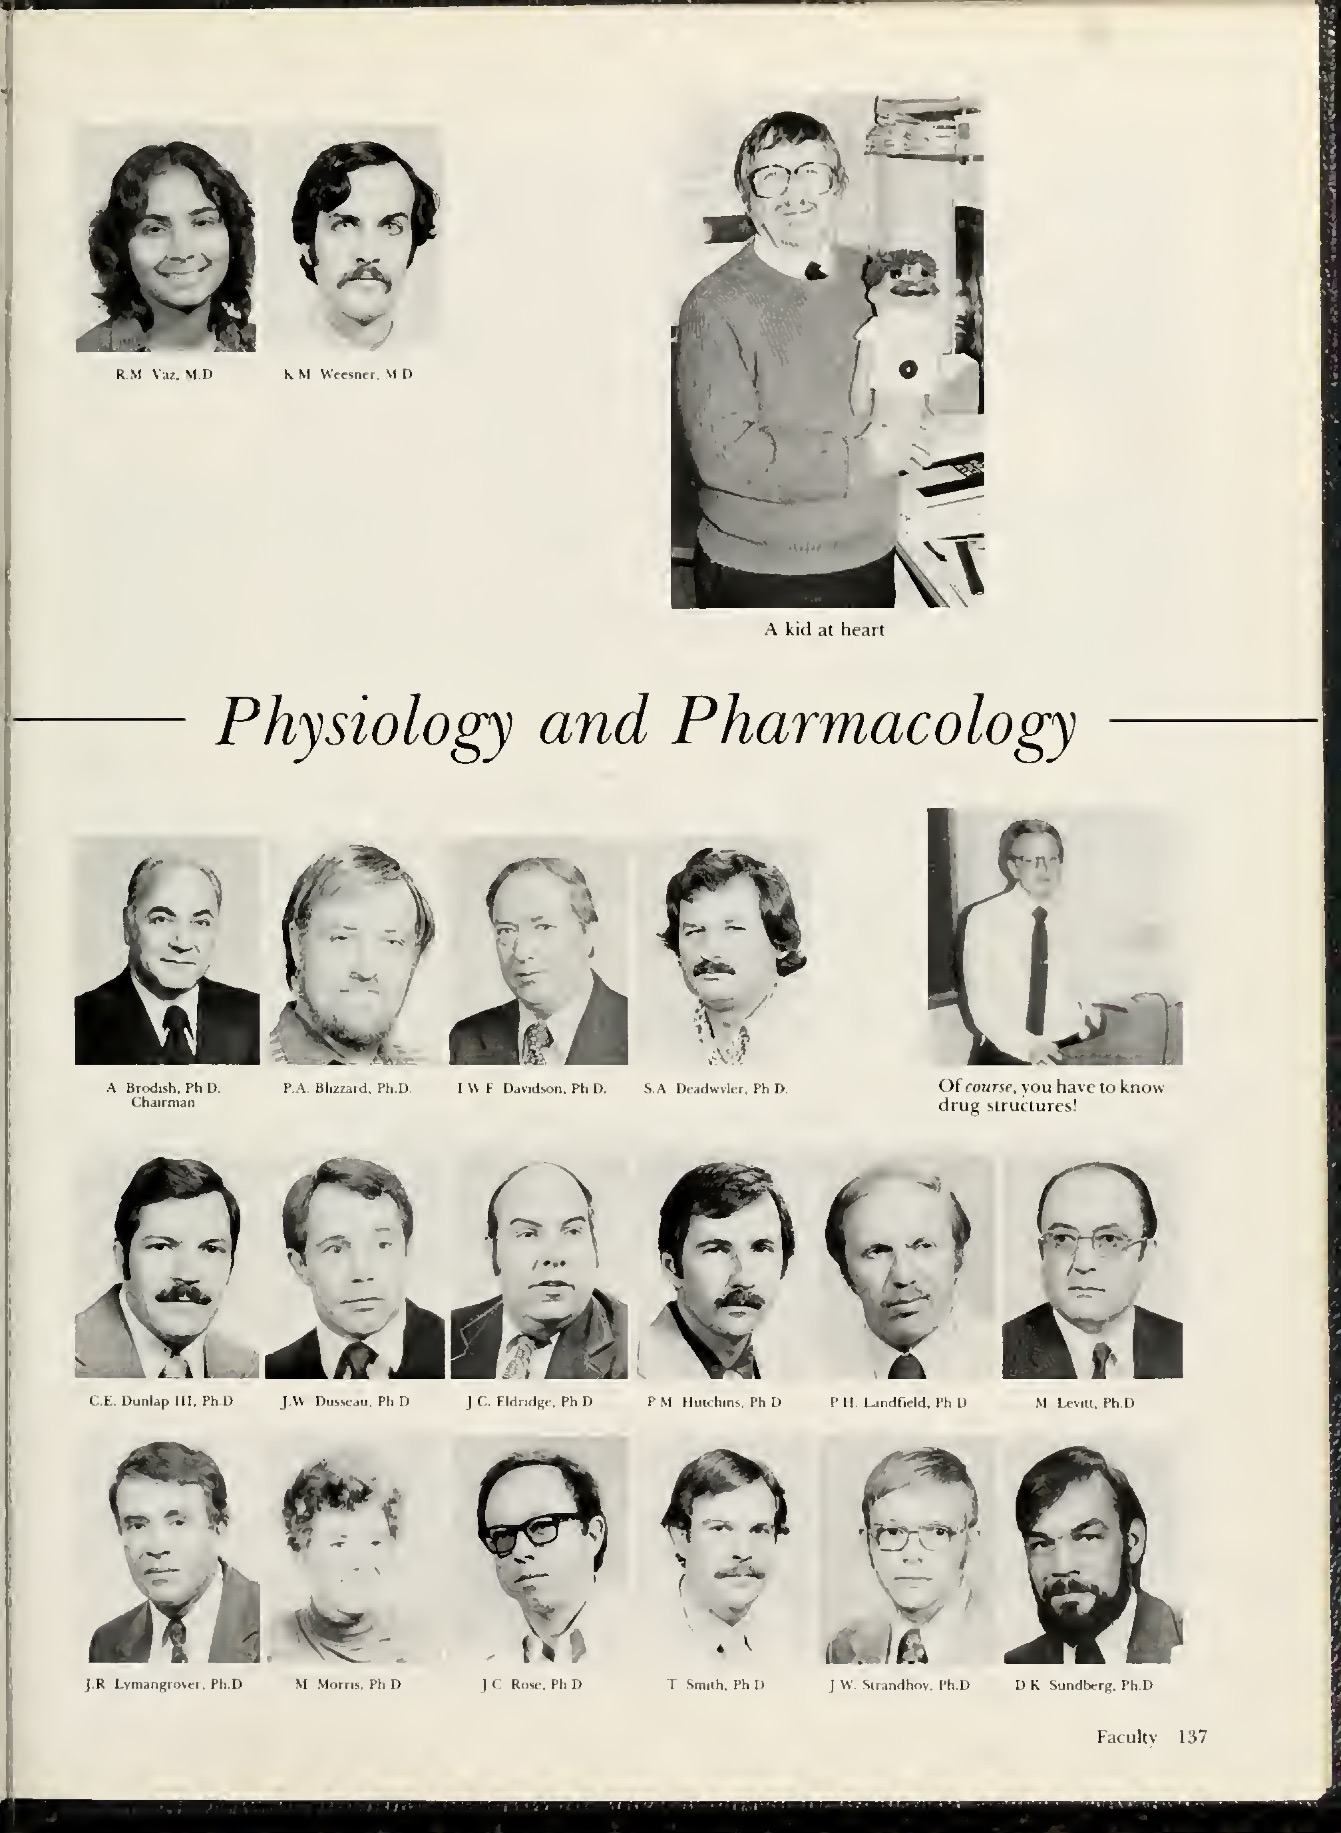 R.M. Vaz, M.D.
K.M. Weesner, M.D.
A kid at heart
Physiology and Pharmacology
A. Brodish, Ph.D.
Chairman
P.A. Blizzard, Ph.D.
I.W.F. Davidson, Ph.D.
S.A. Deadwyler, Ph.D.
Of course, you have to know
drug structures!
C.E. Dunlap III, Ph.D.
J.W. Dusseau, Ph.D.
J.C. Eldridge, Ph.D.
P.M. Hutchins, Ph.D.
P.H. Landfield, Ph.D.
M. Levitt, Ph.D.
J.R. Lymangrover, Ph.D.
M. Morris, Ph.D.
J.C. Rose, Ph.D.
T. Smith, Ph.D.
J.W. Strandhoy, Ph.D.
D.K. Sundberg, Ph.D.
Faculty 137